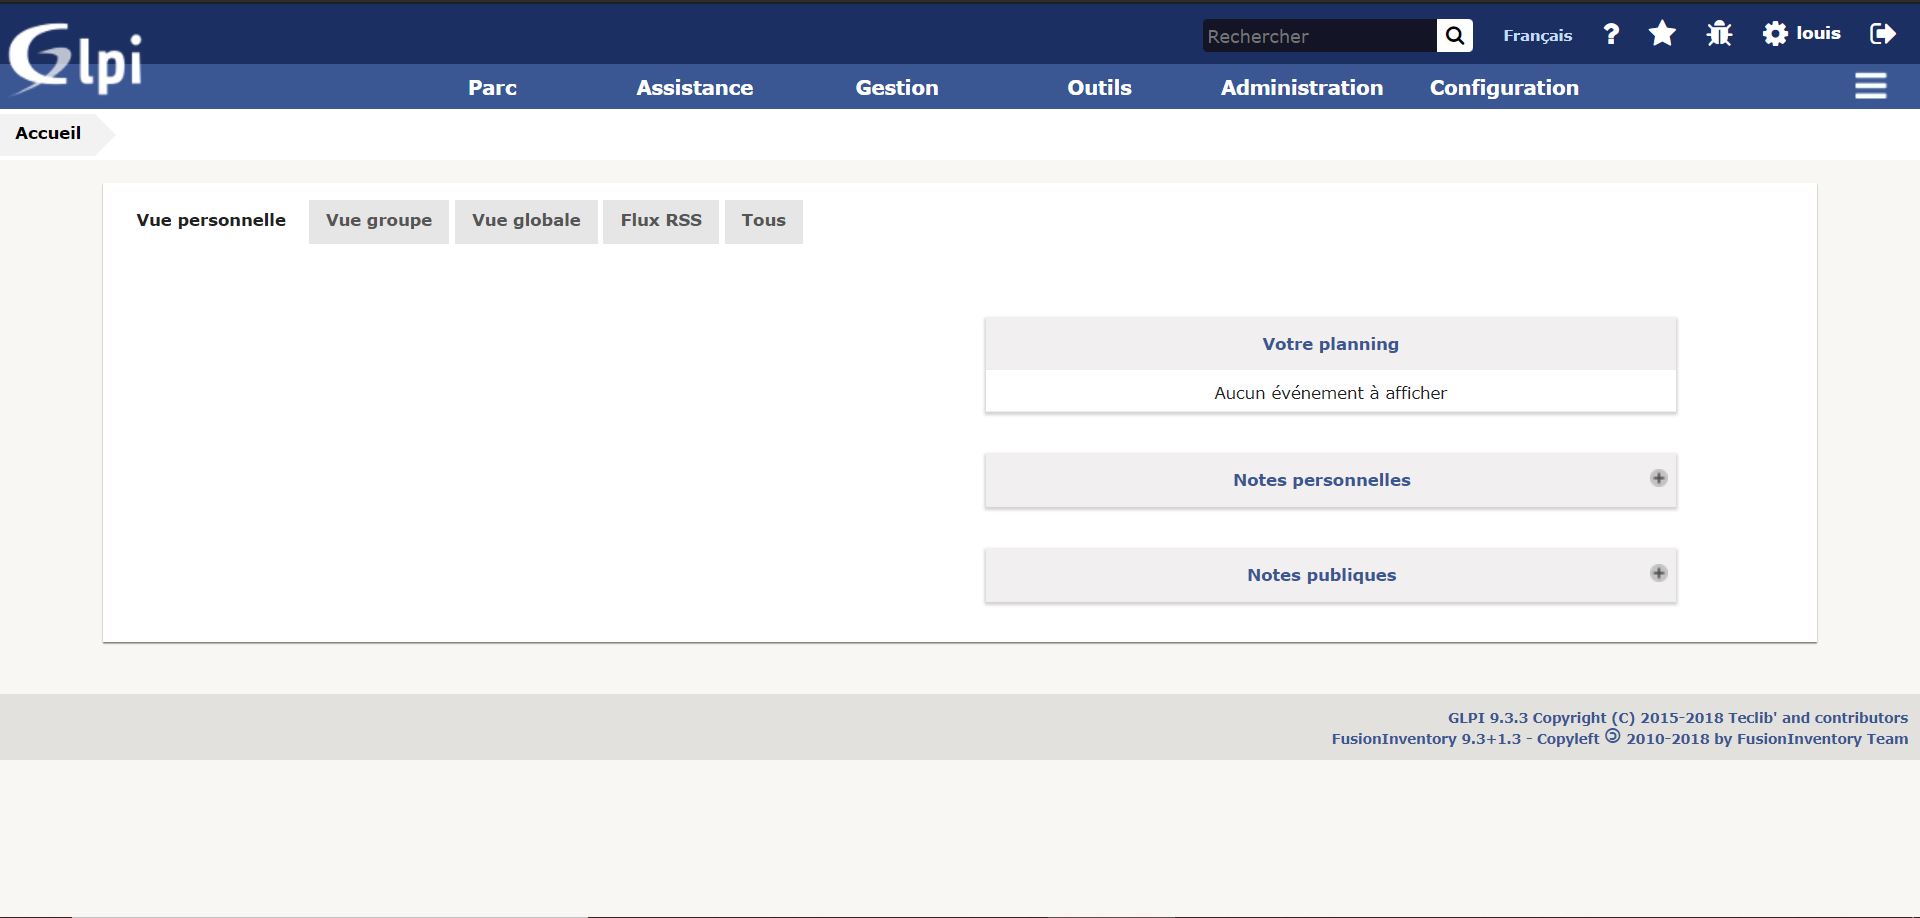 Glpi
Rechercher
Français
? louis
Parc Assistance Gestion Outils Administration Configuration
Accueil
Vue personnelle Vue groupe Vue globale Flux RSS Tous
Votre planning
Aucun événement à afficher
Notes personnelles
Notes publiques
GLPI 9.3.3 Copyright (C) 2015-2018 Teclib' and contributors
FusionInventory 9.3+1.3 - Copyleft 🄯 2010-2018 by FusionInventory Team